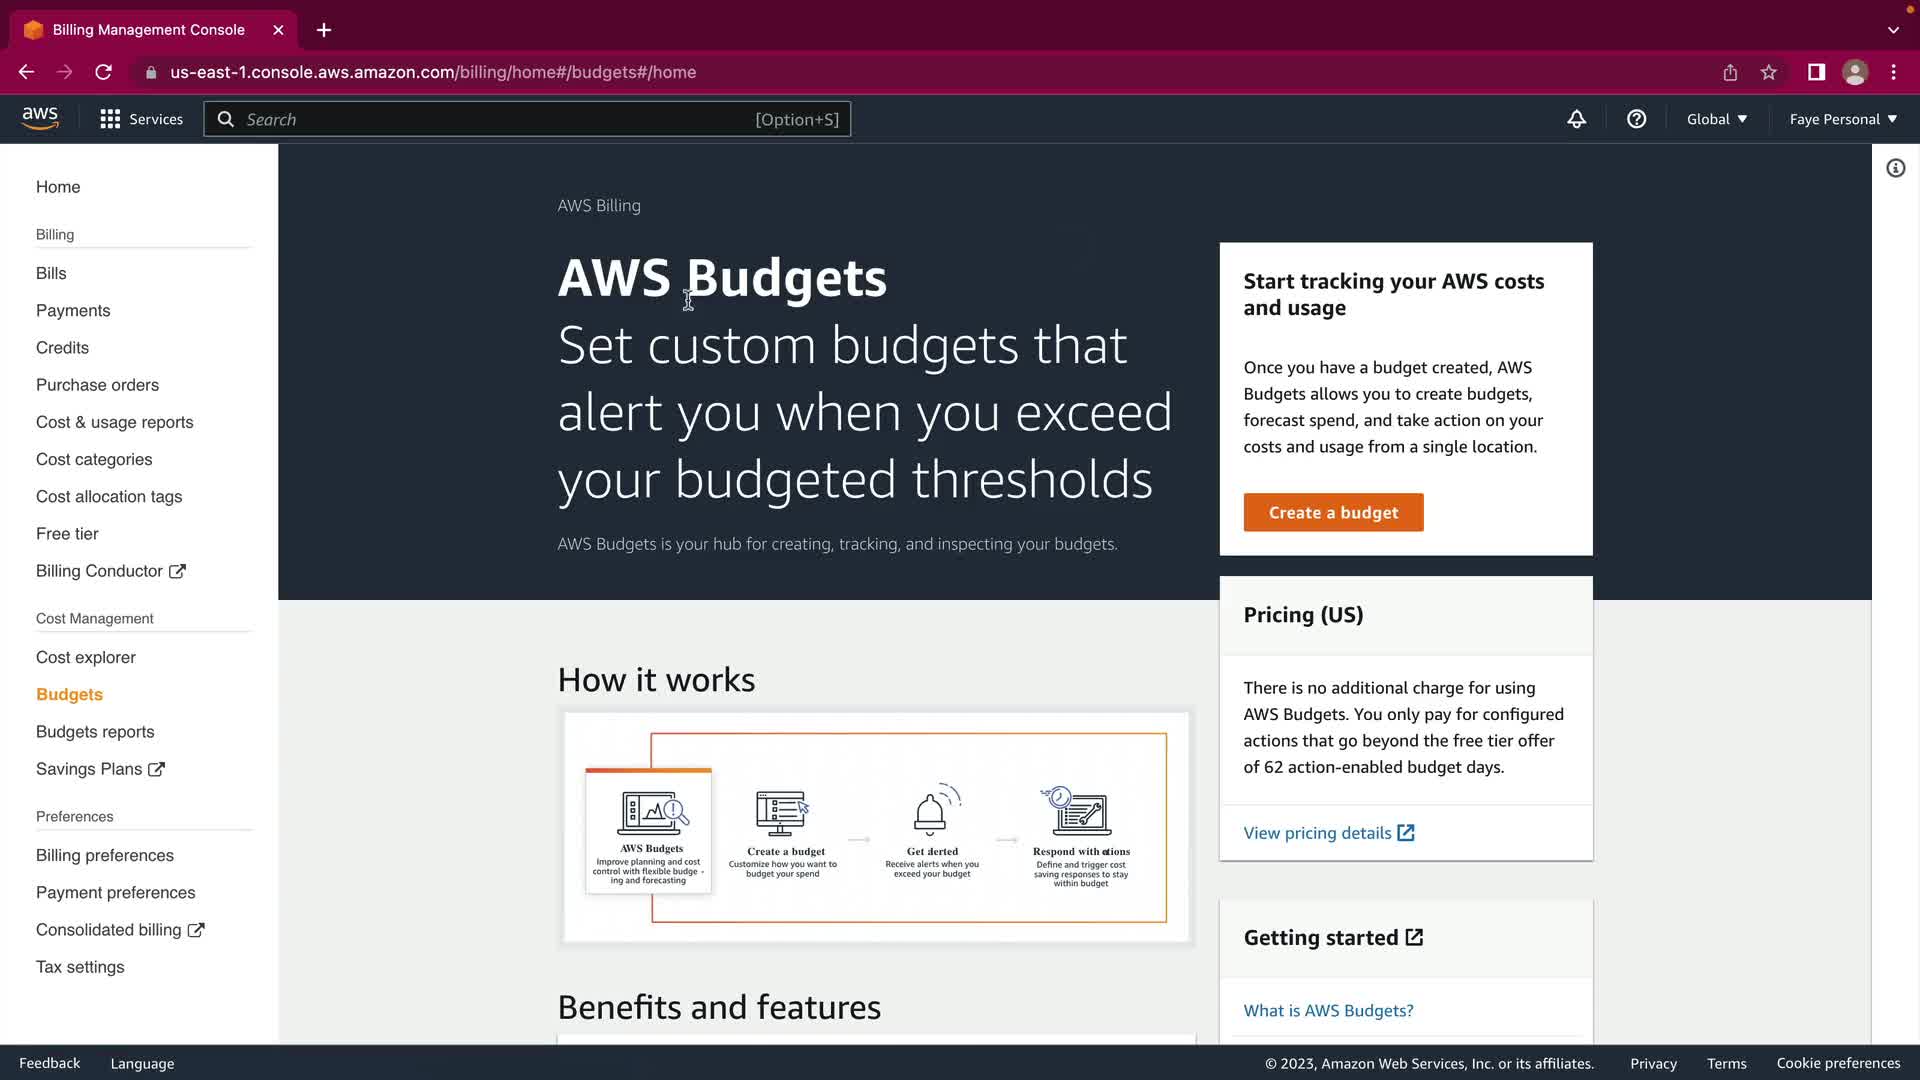 Billing Management Console
us-east-1.console.aws.amazon.com/billing/home#/budgets#/home
aws
Services
Search
[Option+S]
Global
Faye Personal
Home
Billing
Bills
Payments
Credits
Purchase orders
Cost & usage reports
Cost categories
Cost allocation tags
Free tier
Billing Conductor
Cost Management
Cost explorer
Budgets
Budgets reports
Savings Plans
Preferences
Billing preferences
Payment preferences
Consolidated billing
Tax settings
AWS Billing
AWS Budgets
Set custom budgets that
alert you when you exceed
your budgeted thresholds
AWS Budgets is your hub for creating, tracking, and inspecting your budgets.
Start tracking your AWS costs
and usage
Once you have a budget created, AWS
Budgets allows you to create budgets,
forecast spend, and take action on your
costs and usage from a single location.
Create a budget
Pricing (US)
There is no additional charge for using
AWS Budgets. You only pay for configured
actions that go beyond the free tier offer
of 62 action-enabled budget days.
View pricing details
Getting started
What is AWS Budgets?
How it works
AWS Budgets
Improve planning and cost
control with flexible budge -
ing and forecasting
Create a budget
Customize how you want to
budget your spend
Get
Receive alerts when you
exceed your budget
Respond with
Define and trigger cost
saving responses to stay
within budget
Benefits and features
Feedback
Language
© 2023, Amazon Web Services, Inc. or its affiliates.
Privacy
Terms
Cookie preferences